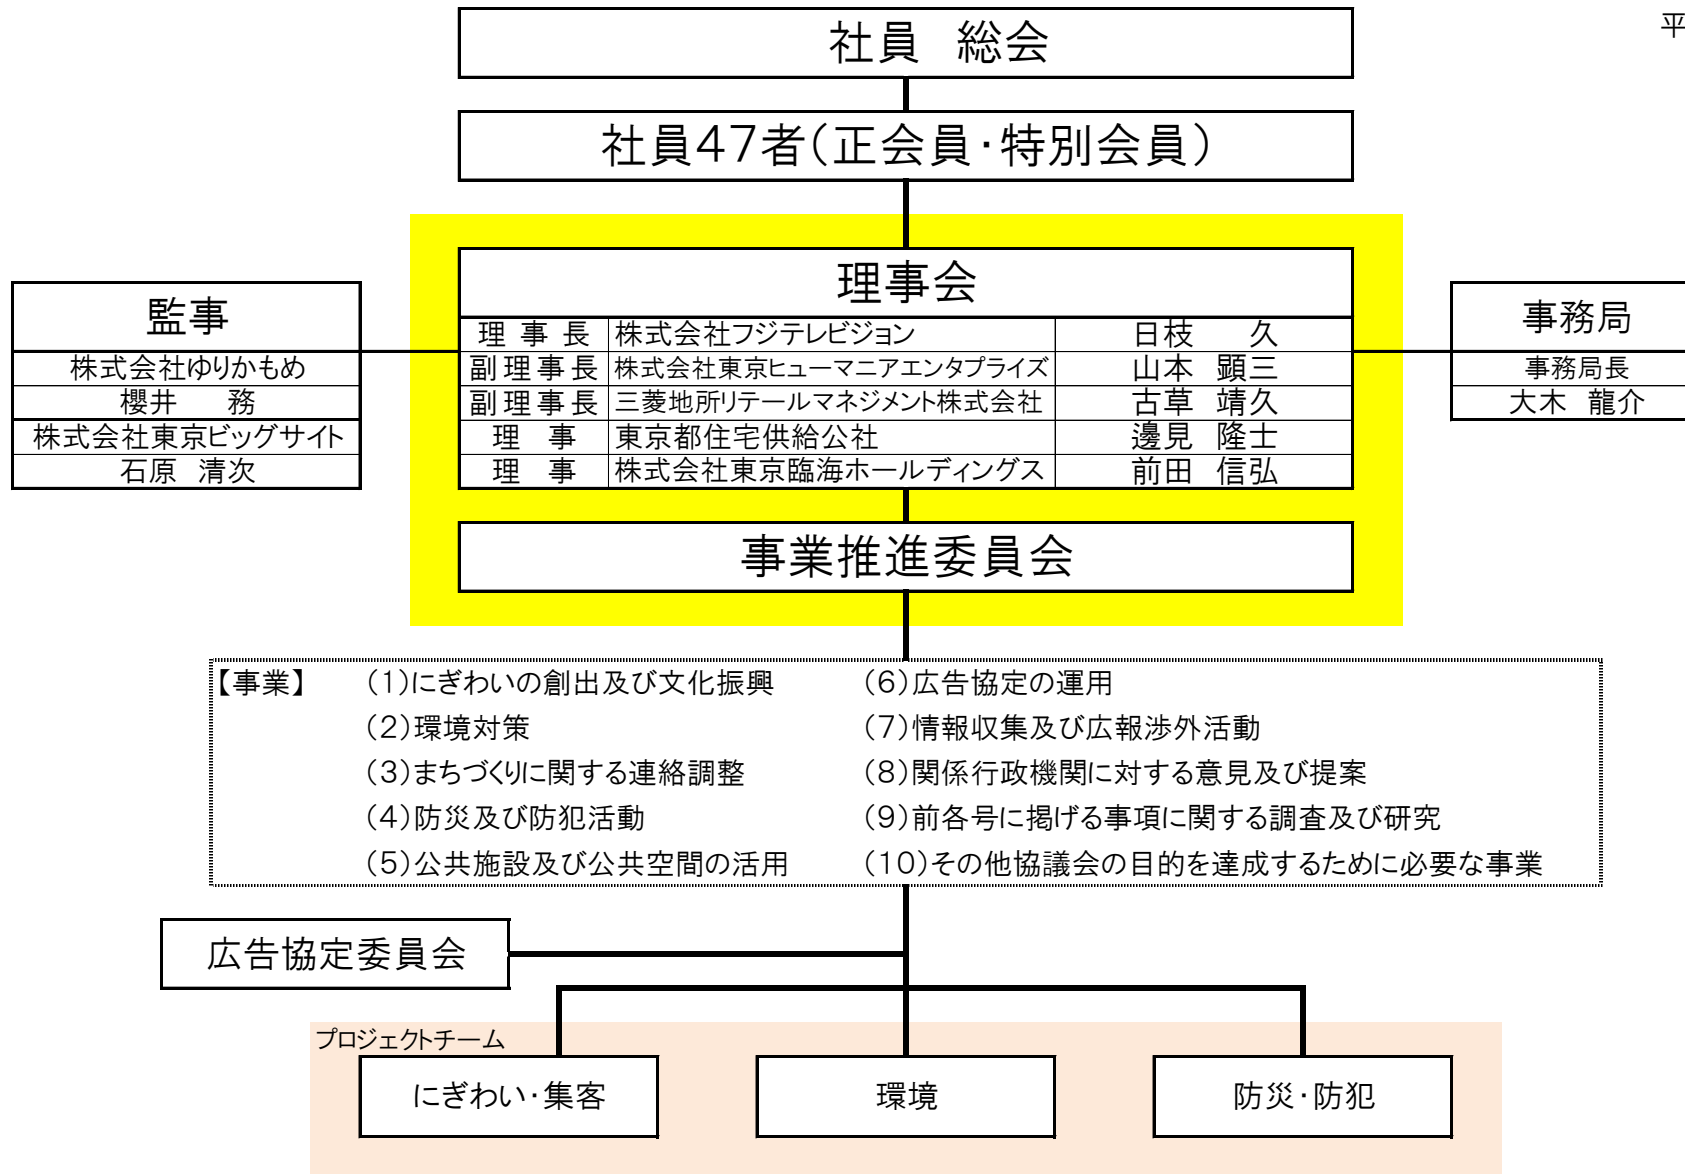 平
社員　総会
社員47者(正会員・特別会員)
理事会
理 事 長 株式会社フジテレビジョン 日枝　久
副理事長 株式会社東京ヒューマニアエンタプライズ 山本　顕三
副理事長 三菱地所リテールマネジメント株式会社 古草　靖久
理　事 東京都住宅供給公社 邊見　隆士
理　事 株式会社東京臨海ホールディングス 前田　信弘
監事
株式会社ゆりかもめ
櫻井　務
株式会社東京ビッグサイト
石原　清次
事務局
事務局長
大木　龍介
事業推進委員会
【事業】 (1)にぎわいの創出及び文化振興 (6)広告協定の運用
(2)環境対策 (7)情報収集及び広報渉外活動
(3)まちづくりに関する連絡調整 (8)関係行政機関に対する意見及び提案
(4)防災及び防犯活動 (9)前各号に掲げる事項に関する調査及び研究
(5)公共施設及び公共空間の活用 (10)その他協議会の目的を達成するために必要な事業
広告協定委員会
プロジェクトチーム
にぎわい・集客 環境 防災・防犯